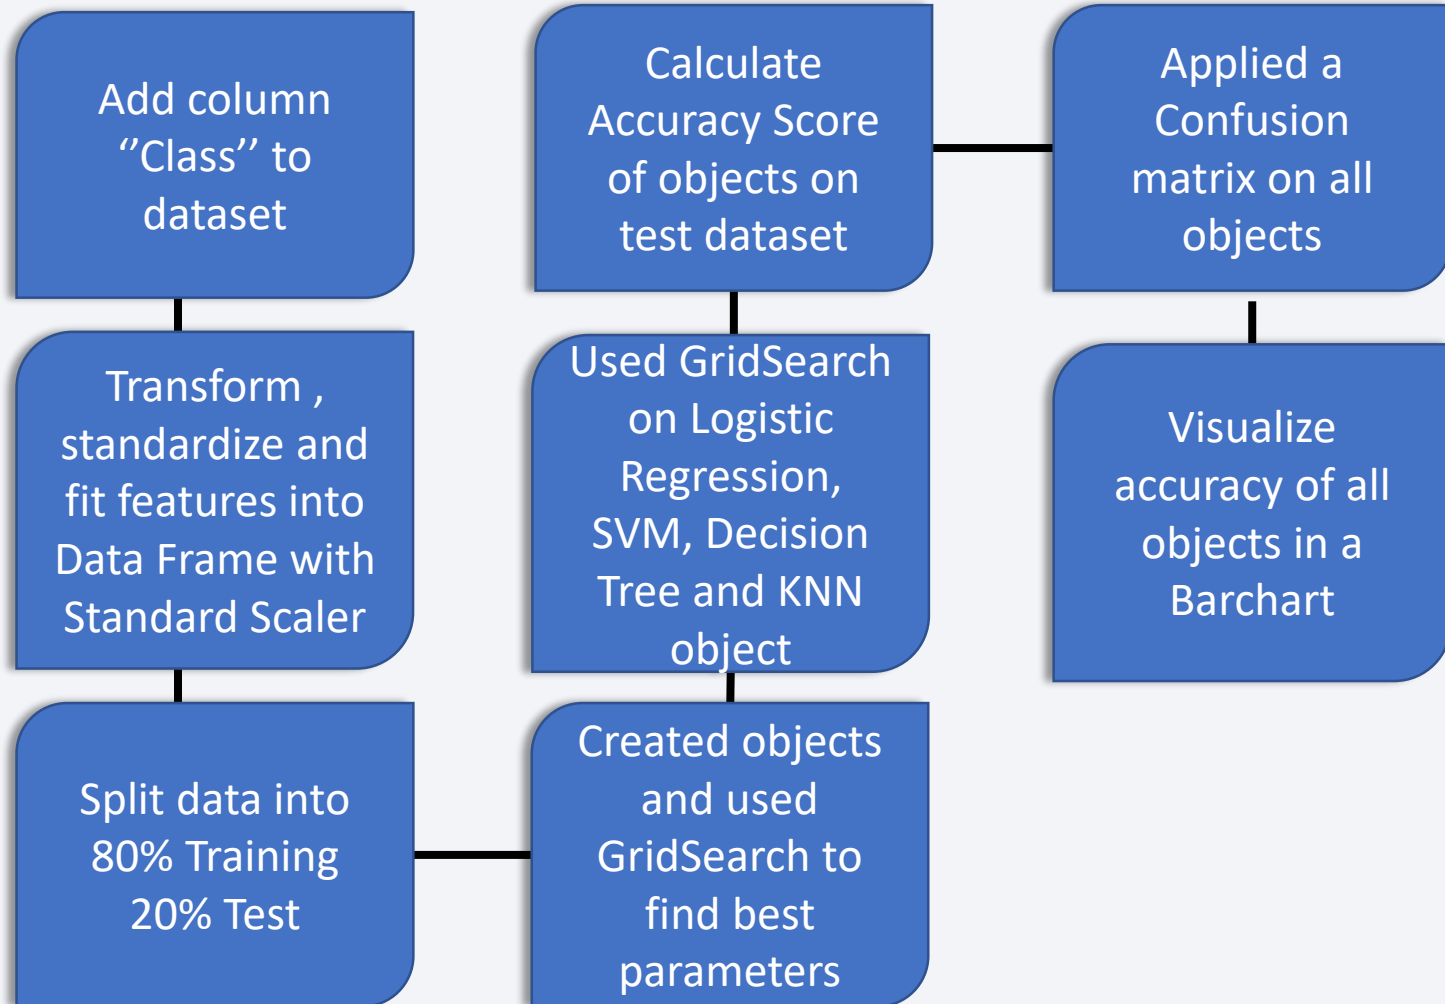 Add column
‘’Class’’ to
dataset
Transform ,
standardize and
fit features into
Data Frame with
Standard Scaler
Split data into
80% Training
20% Test
Created objects
and used
GridSearch to
find best
parameters
Used GridSearch
on Logistic
Regression,
SVM, Decision
Tree and KNN
object
Calculate
Accuracy Score
of objects on
test dataset
Applied a
Confusion
matrix on all
objects
Visualize
accuracy of all
objects in a
Barchart